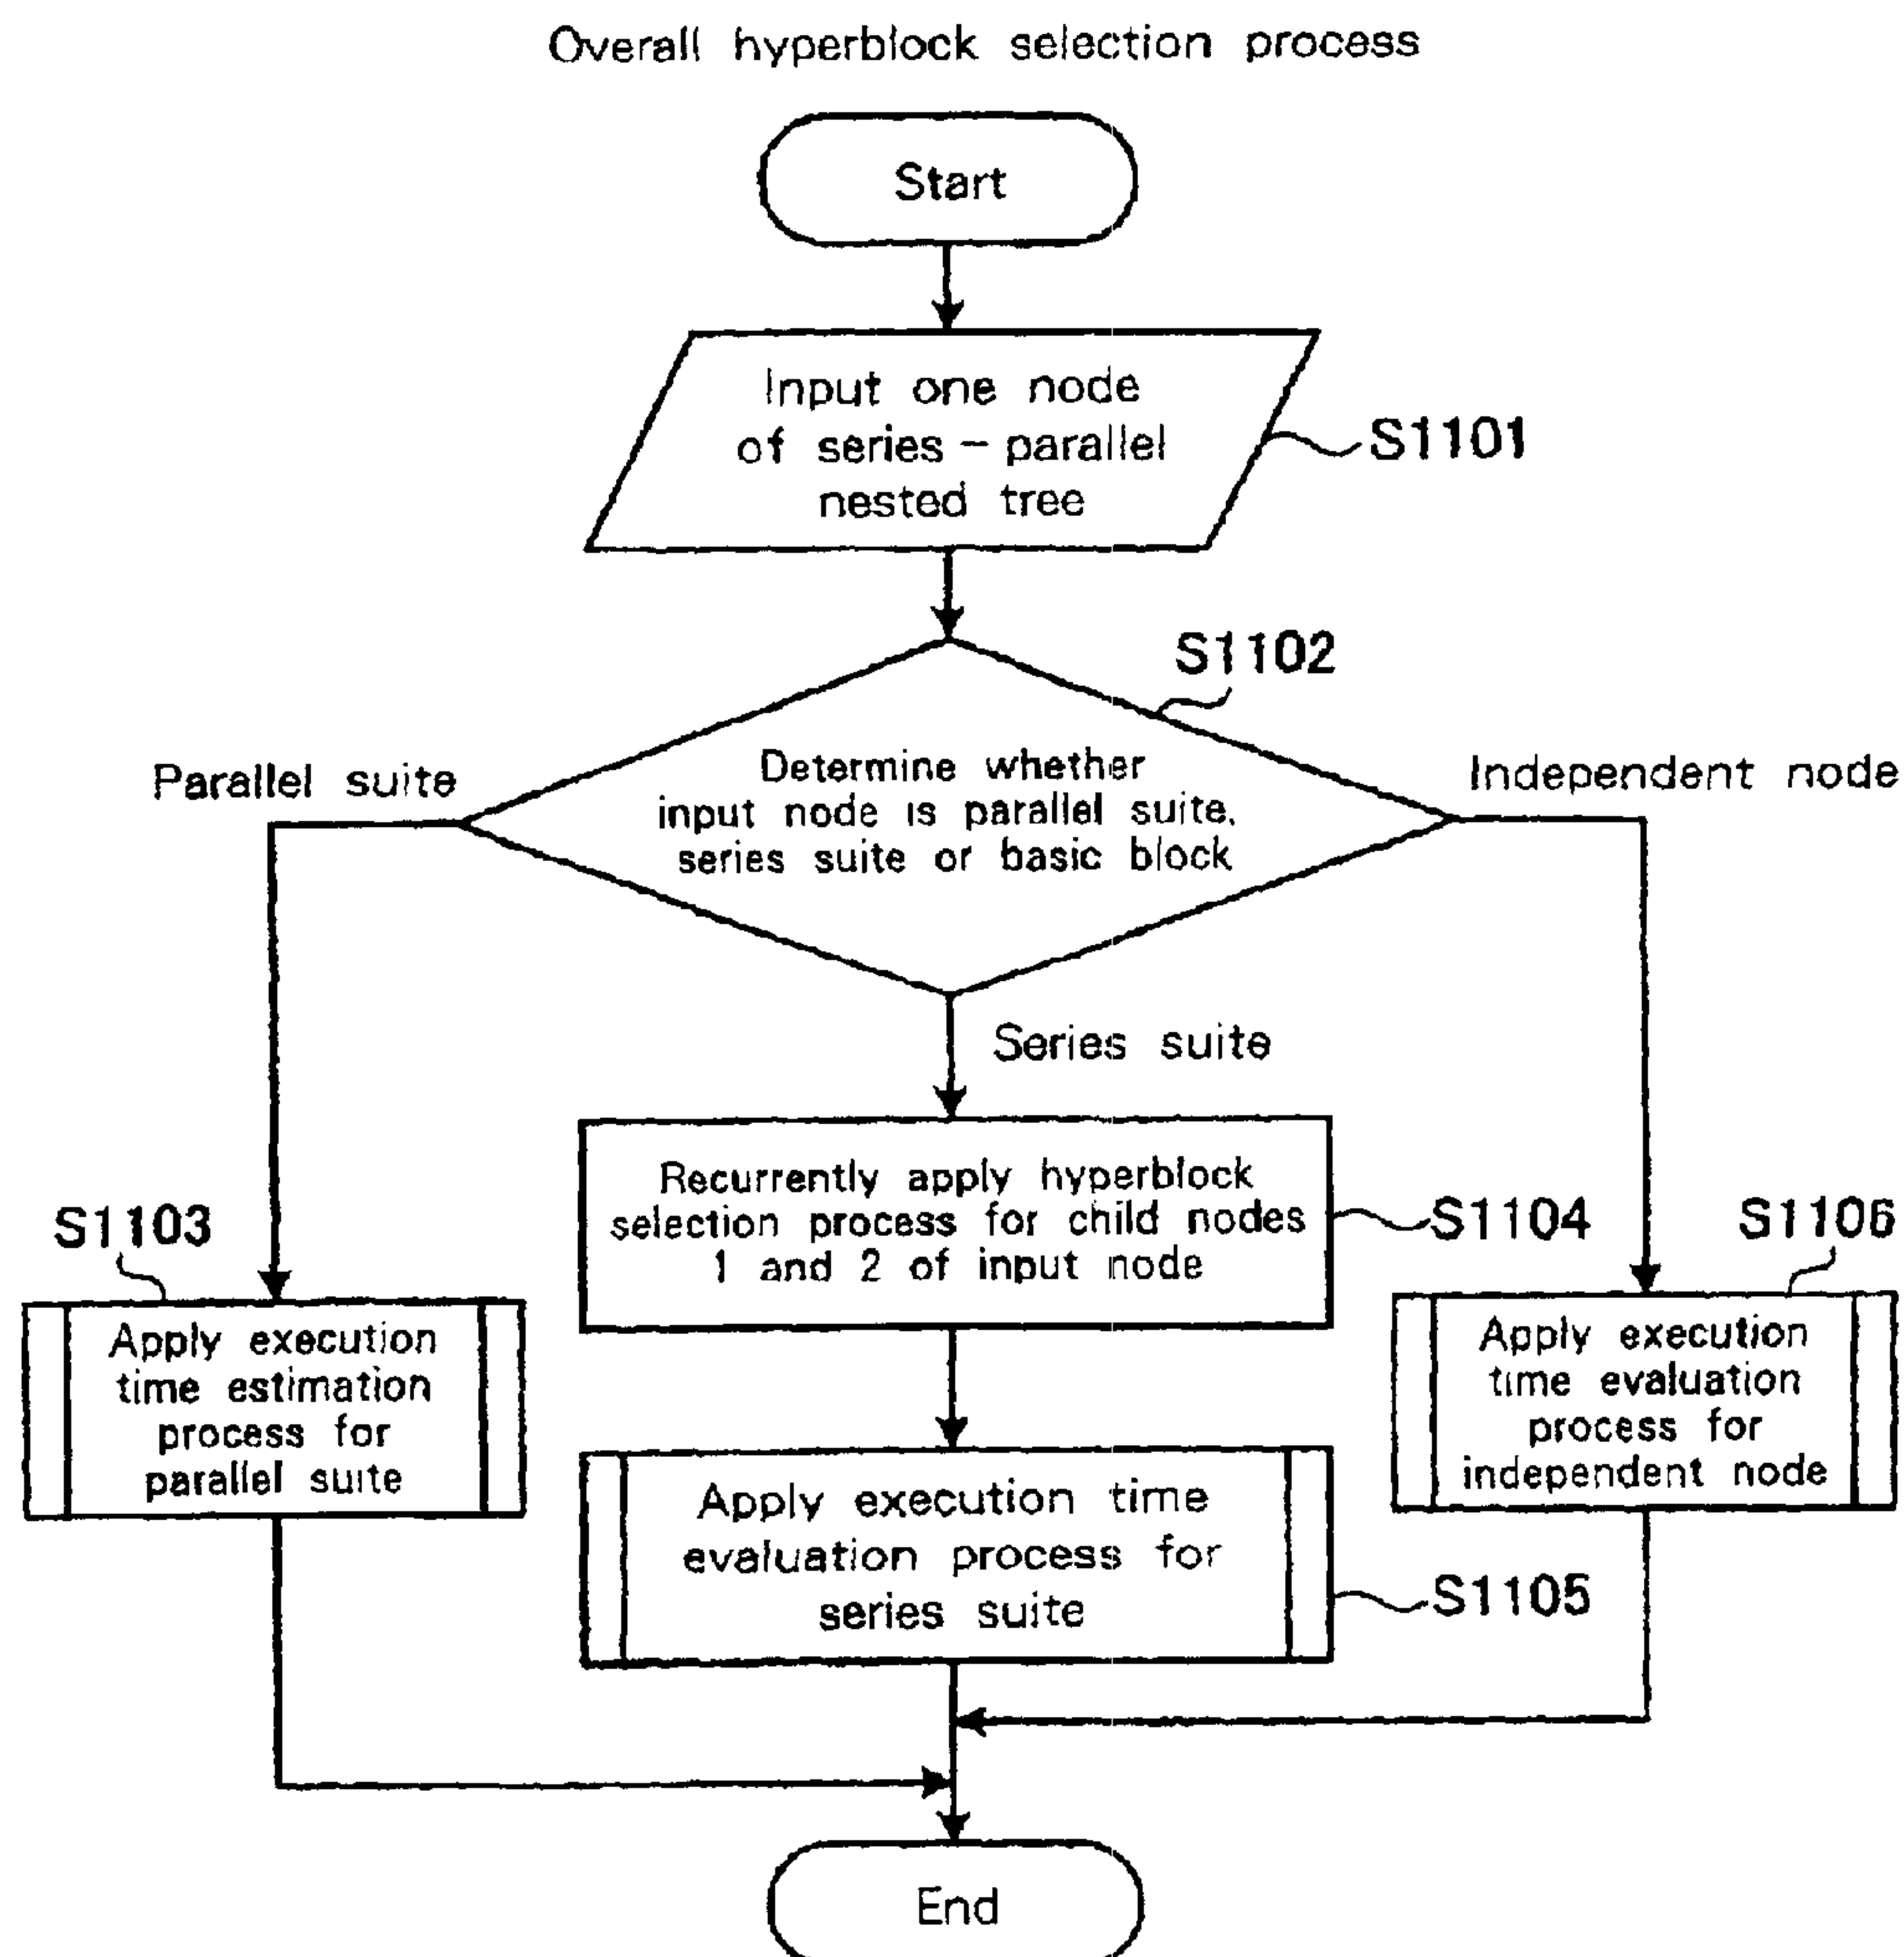 Overall hyperblock selection process
Start
Input one node
of series – parallel
nested tree
S1101
S1102
Determine whether
input node is parallel suite,
series suite or basic block
Parallel suite
Independent node
Series suite
S1103
Apply execution
time estimation
process for
parallel suite
Recurrently apply hyperblock
selection process for child nodes
1 and 2 of input node
S1104
S1106
Apply execution
time evaluation
process for
independent node
Apply execution time
evaluation process for
series suite
S1105
End